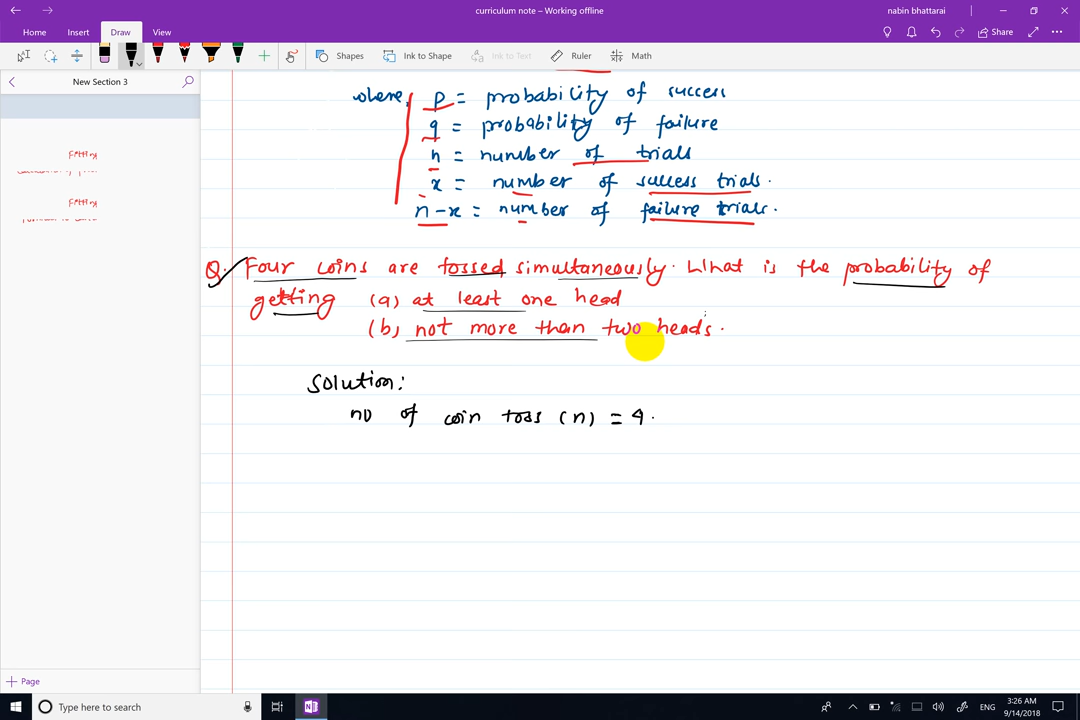 curriculum note – Working offline
nabin bhattarai
Home Insert Draw View
Share
Shapes Ink to Shape Ink to Text Ruler Math
New Section 3
where, p = probability of success
q = probability of failure
n = number of trials
x = number of success trials.
n - x = number of failure trials.
Q. Four coins are tossed simultaneously. What is the probability of
getting (a) at least one head
(b) not more than two heads.
Solution:
no of coin toss (n) = 4.
Fitting
Fitting
+ Page
Type here to search
ENG
3:26 AM
9/14/2018